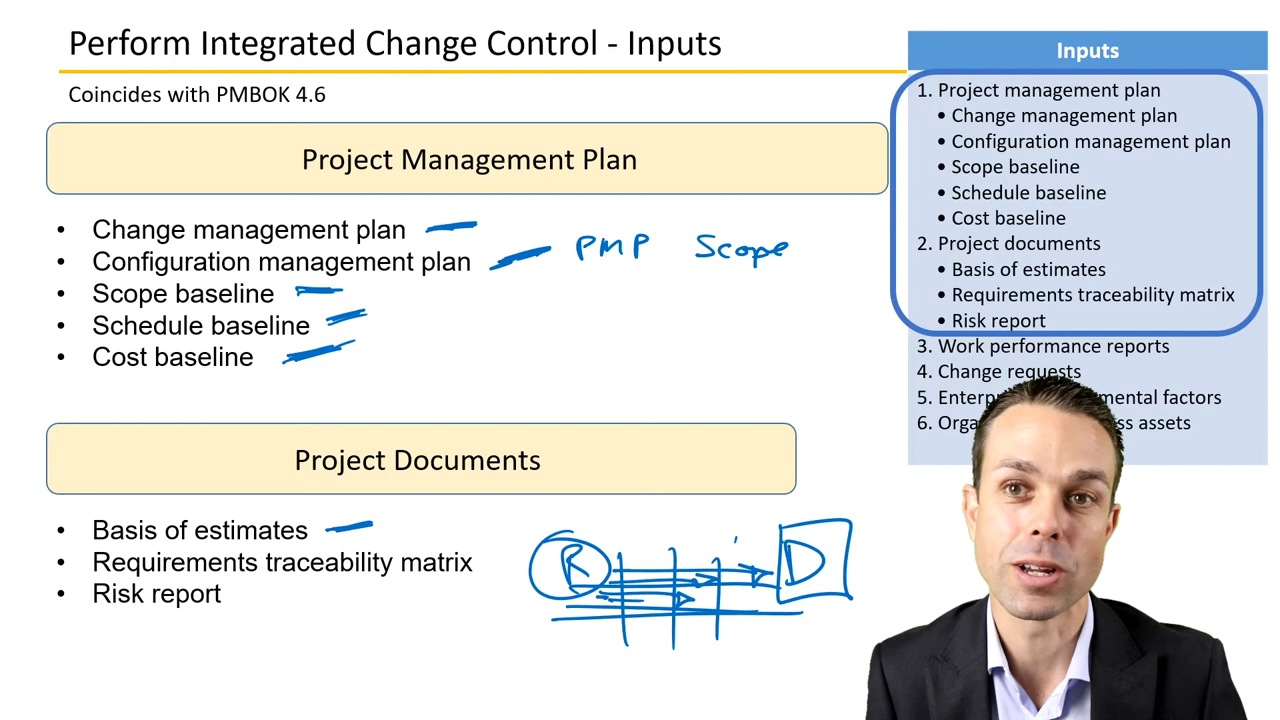 Perform Integrated Change Control - Inputs
Coincides with PMBOK 4.6
Project Management Plan
• Change management plan
• Configuration management plan
PMP Scope
• Scope baseline
• Schedule baseline
• Cost baseline
Project Documents
• Basis of estimates
• Requirements traceability matrix
• Risk report
R
D
Inputs
1. Project management plan
• Change management plan
• Configuration management plan
• Scope baseline
• Schedule baseline
• Cost baseline
2. Project documents
• Basis of estimates
• Requirements traceability matrix
• Risk report
3. Work performance reports
4. Change requests
5. factors
6. assets